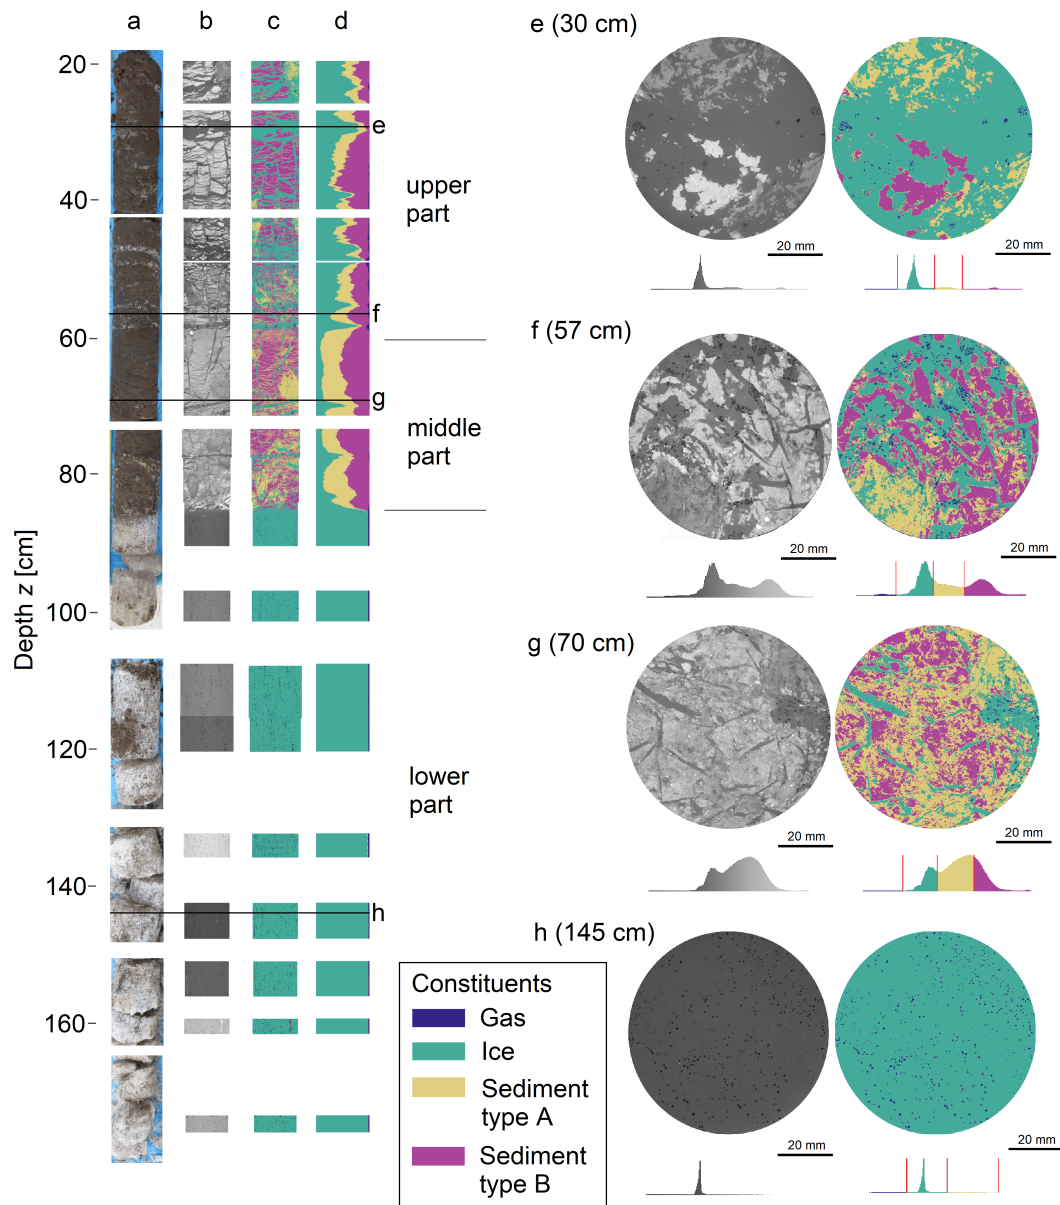 a
b
c
d
20
40
60
80
100
120
140
160
Depth z [cm]
e
f
g
h
upper
part
middle
part
lower
part
e (30 cm)
20 mm
20 mm
f (57 cm)
20 mm
20 mm
g (70 cm)
20 mm
20 mm
h (145 cm)
20 mm
20 mm
Constituents
Gas
Ice
Sediment
type A
Sediment
type B